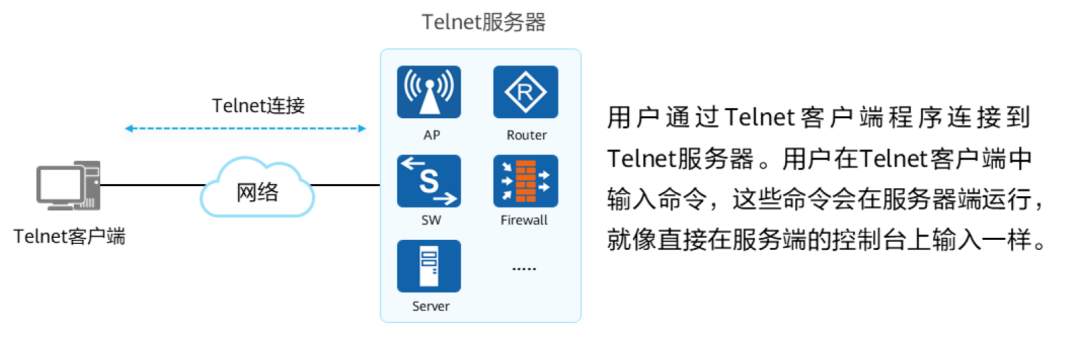 Telnet服务器
Telnet连接
AP
Router
网络
S
R
SW
Firewall
Telnet客户端
Server
.....
用户通过Telnet客户端程序连接到
Telnet服务器。用户在Telnet客户端中
输入命令，这些命令会在服务器端运行，
就像直接在服务端的控制台上输入一样。